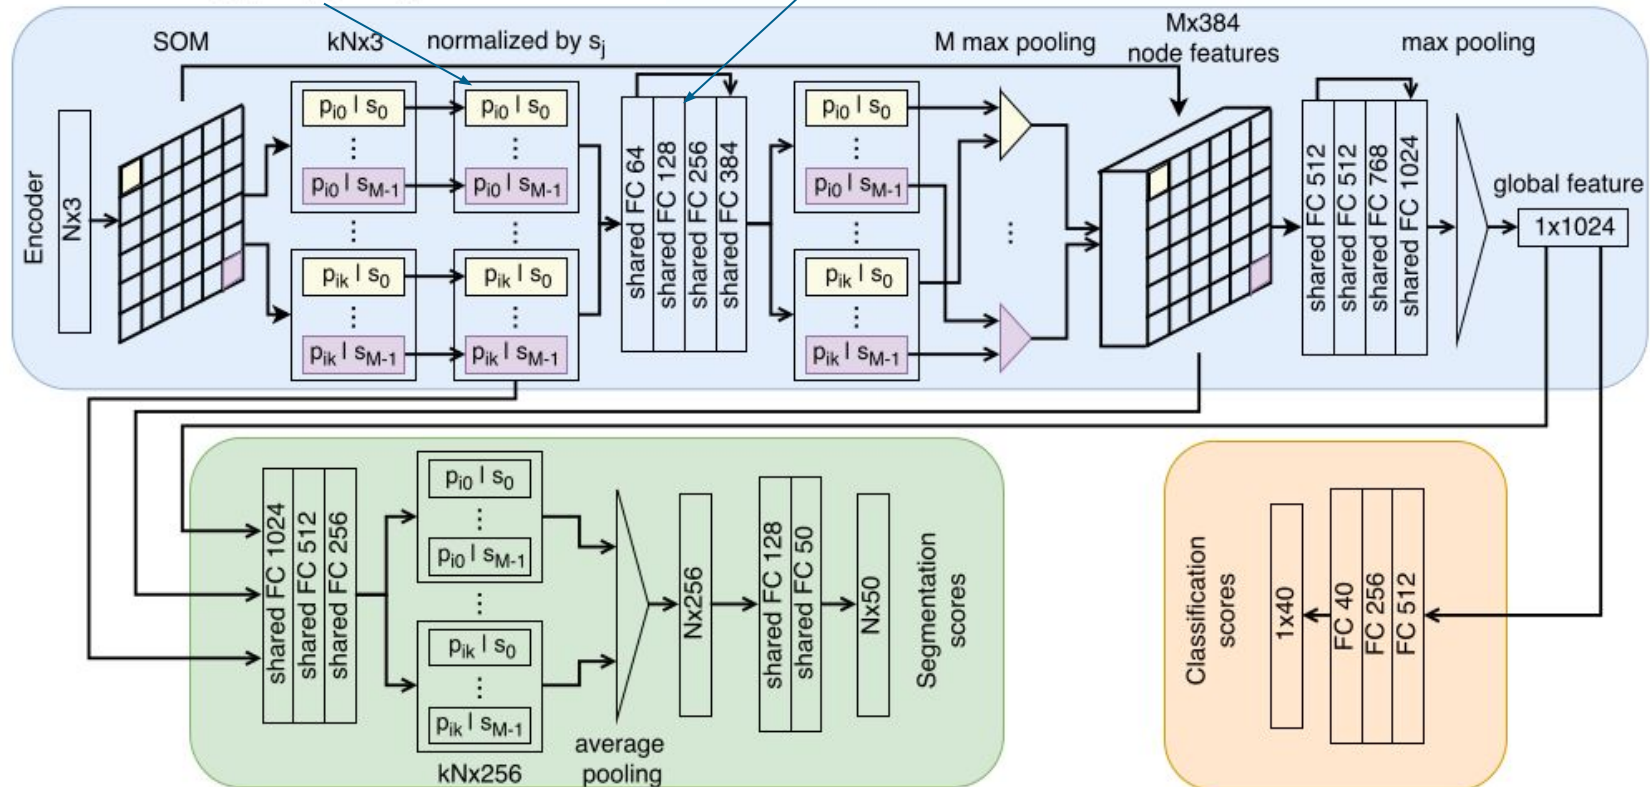 SOM
kNx3
normalized by sj
M max pooling
Mx384
node features
max pooling
Encoder
Nx3
pi0 | s0
⋮
pi0 | sM-1
⋮
pik | s0
⋮
pik | sM-1
pi0 | s0
⋮
pi0 | sM-1
⋮
pik | s0
⋮
pik | sM-1
shared FC 64
shared FC 128
shared FC 256
shared FC 384
pi0 | s0
⋮
pi0 | sM-1
pik | s0
⋮
pik | sM-1
⋮
shared FC 512
shared FC 512
shared FC 768
shared FC 1024
global feature
1x1024
shared FC 1024
shared FC 512
shared FC 256
pi0 | s0
⋮
pi0 | sM-1
⋮
pik | s0
⋮
pik | sM-1
kNx256
average
pooling
Nx256
shared FC 128
shared FC 50
Nx50
Segmentation
scores
Classification
scores
1x40
FC 40
FC 256
FC 512